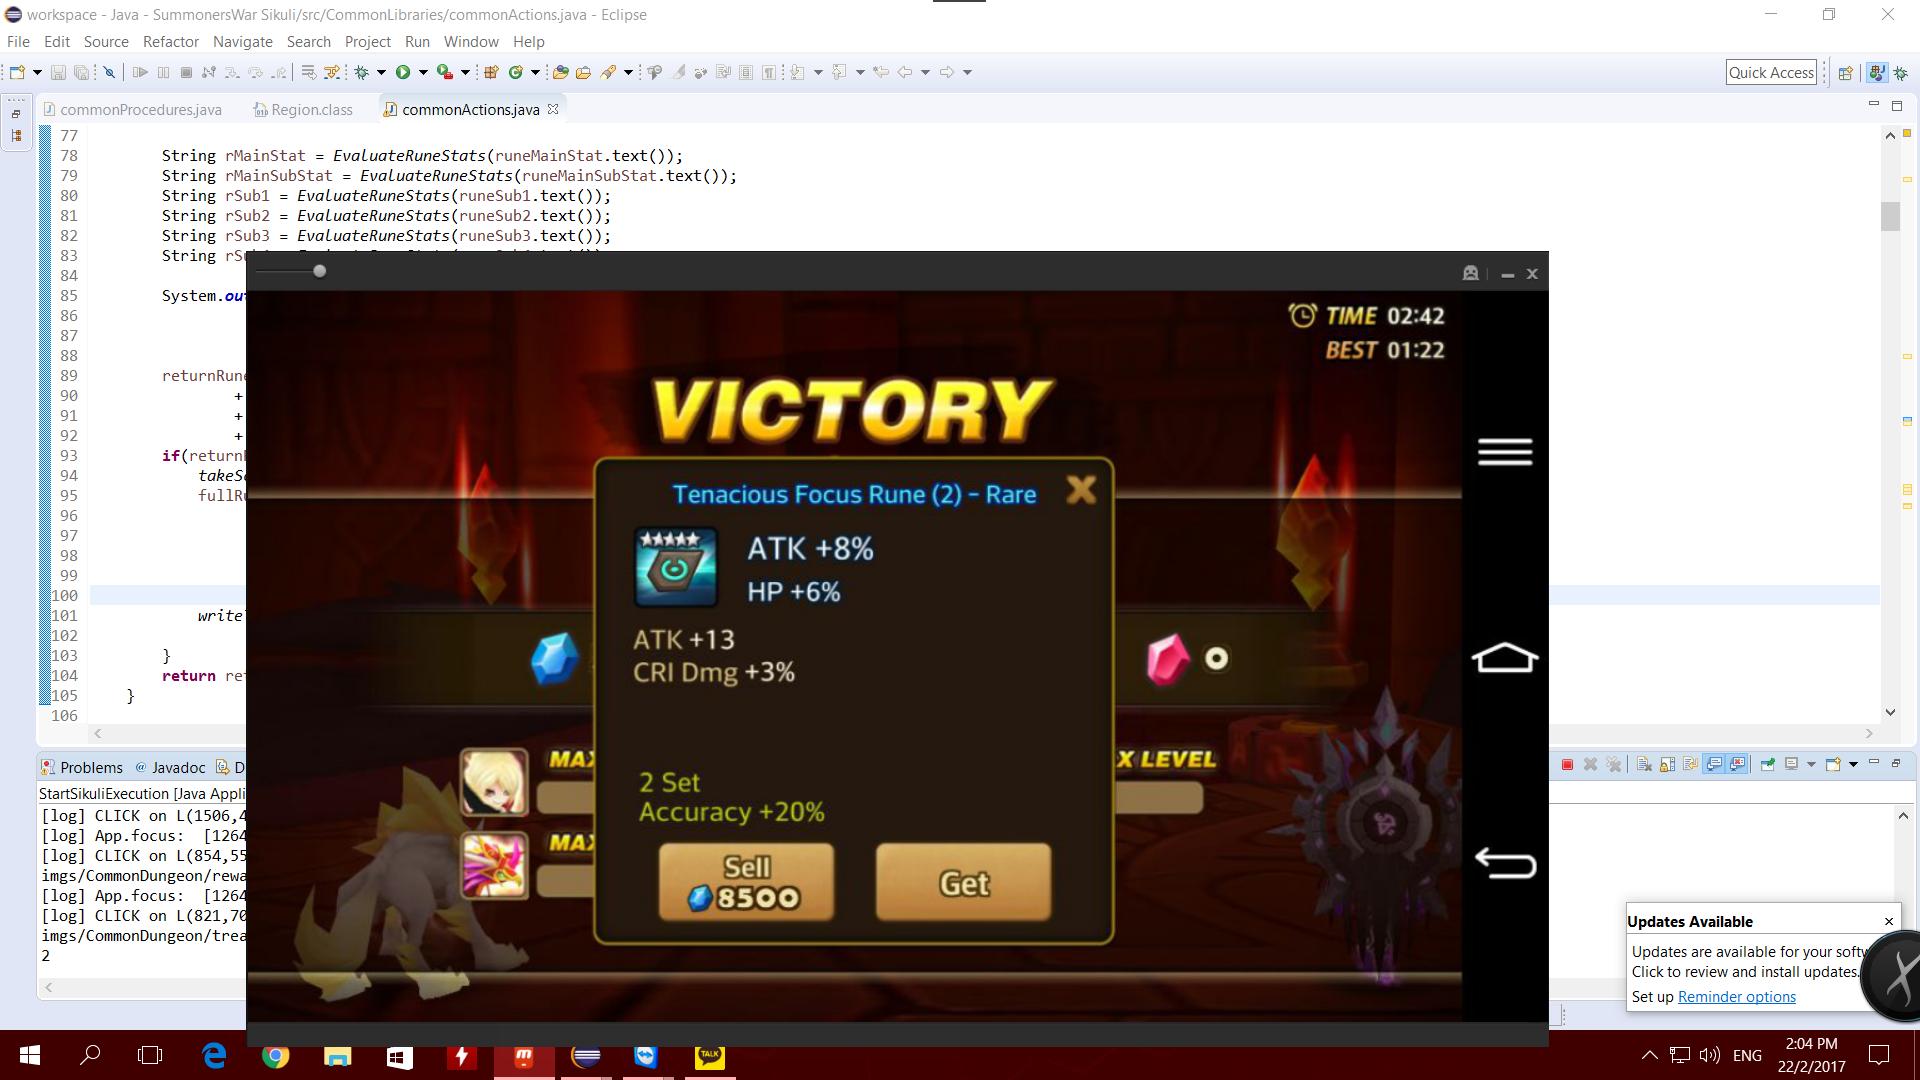 workspace - Java - SummonersWar Sikuli/src/CommonLibraries/commonActions.java - Eclipse
File Edit Source Refactor Navigate Search Project Run Window Help
Quick Access
commonProcedures.java Region.class commonActions.java
77
78 String rMainStat = EvaluateRuneStats(runeMainStat.text());
79 String rMainSubStat = EvaluateRuneStats(runeMainSubStat.text());
80 String rSub1 = EvaluateRuneStats(runeSub1.text());
81 String rSub2 = EvaluateRuneStats(runeSub2.text());
82 String rSub3 = EvaluateRuneStats(runeSub3.text());
83 String
84
85 System.
86
87
88
89 returnRune
90 +
91 +
92 +
93 if(
94
95
96
97
98
99
100
101 write
102
103 }
104 return
105 }
106
TIME 02:42
BEST 01:22
VICTORY
Tenacious Focus Rune (2) - Rare
ATK +8%
HP +6%
ATK +13
CRI Dmg +3%
0
MAX
LEVEL
2 Set
Accuracy +20%
MAX
Sell
8500
Get
Problems Javadoc D
StartSikuliExecution [Java Appli
[log] CLICK on L(1506,4
[log] App.focus: [1264
[log] CLICK on L(854,55
imgs/CommonDungeon/rewa
[log] App.focus: [1264
[log] CLICK on L(821,70
imgs/CommonDungeon/trea
2
Updates Available
Updates are available for your softw
Click to review and install updates.
Set up Reminder options
TALK
ENG
2:04 PM
22/2/2017